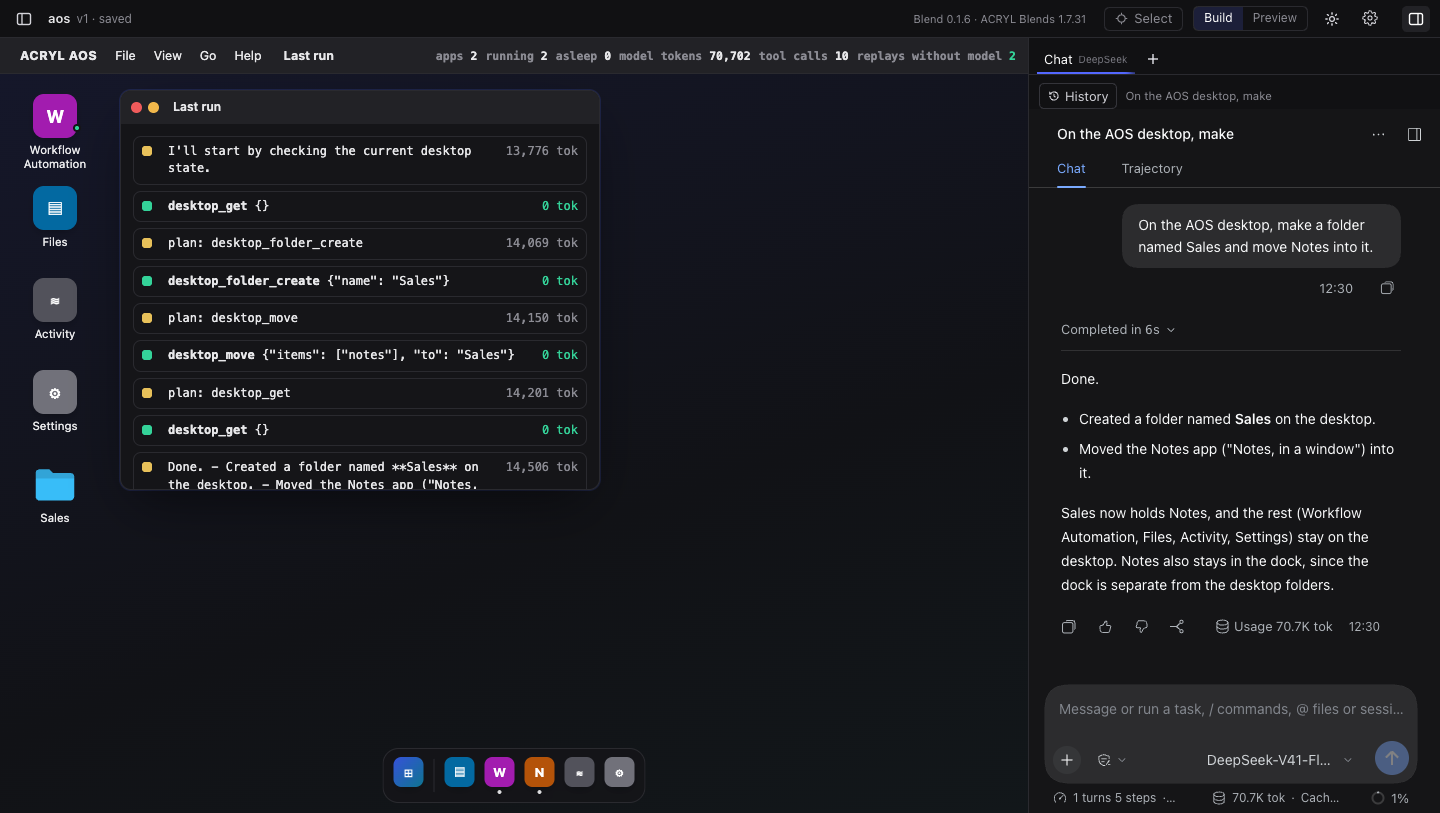 aos v1 · saved
Blend 0.1.6 · ACRYL Blends 1.7.31
Select
Build
Preview
ACRYL AOS File View Go Help Last run
apps 2 running 2 asleep 0 model tokens 70,702 tool calls 10 replays without model 2
W
Workflow
Automation
Files
≈
Activity
Settings
Sales
Last run
I'll start by checking the current desktop 13,776 tok
state.
desktop_get {} 0 tok
plan: desktop_folder_create 14,069 tok
desktop_folder_create {"name": "Sales"} 0 tok
plan: desktop_move 14,150 tok
desktop_move {"items": ["notes"], "to": "Sales"} 0 tok
plan: desktop_get 14,201 tok
desktop_get {} 0 tok
Done. – Created a folder named **Sales** on 14,506 tok
the desktop. – Moved the Notes app ("Notes,
W N ≈
Chat DeepSeek +
History On the AOS desktop, make
On the AOS desktop, make ...
Chat Trajectory
On the AOS desktop, make a folder
named Sales and move Notes into it.
12:30
Completed in 6s
Done.
• Created a folder named Sales on the desktop.
• Moved the Notes app ("Notes, in a window") into
it.
Sales now holds Notes, and the rest (Workflow
Automation, Files, Activity, Settings) stay on the
desktop. Notes also stays in the dock, since the
dock is separate from the desktop folders.
Usage 70.7K tok 12:30
Message or run a task, / commands, @ files or sessi...
DeepSeek-V41-Fl...
1 turns 5 steps ·... 70.7K tok · Cach... 1%